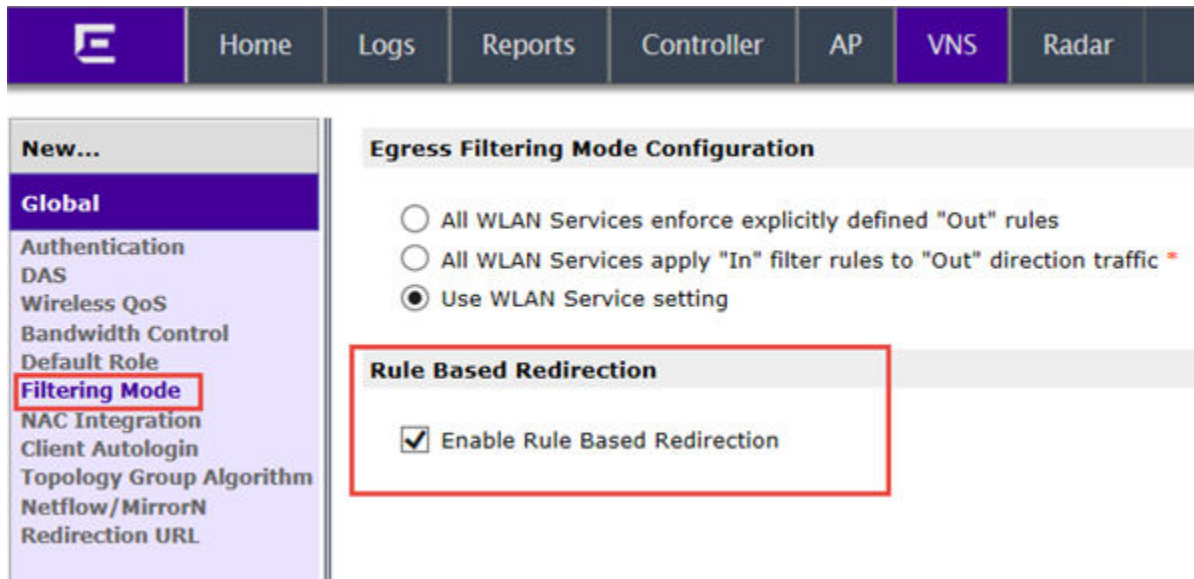 Home Logs Reports Controller AP VNS Radar
New...
Global
Authentication
DAS
Wireless QoS
Bandwidth Control
Default Role
Filtering Mode
NAC Integration
Client Autologin
Topology Group Algorithm
Netflow/MirrorN
Redirection URL
Egress Filtering Mode Configuration
All WLAN Services enforce explicitly defined "Out" rules
All WLAN Services apply "In" filter rules to "Out" direction traffic *
Use WLAN Service setting
Rule Based Redirection
Enable Rule Based Redirection